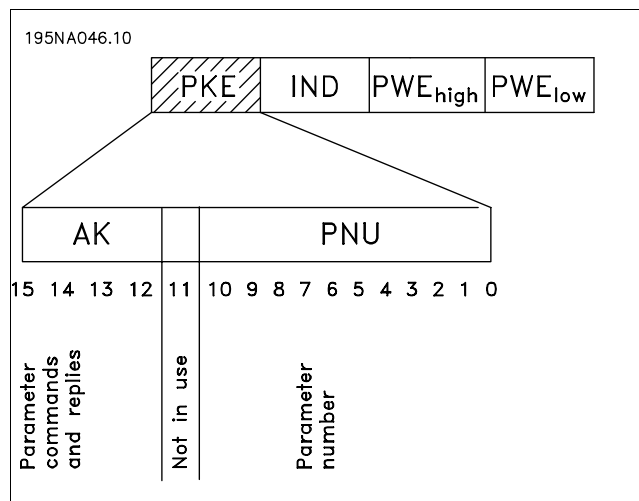 195NA046.10
PKE IND PWEhigh PWElow
AK PNU
15 14 13 12 11 10 9 8 7 6 5 4 3 2 1 0
Parameter
commands
and replies
Not in use
Parameter
number